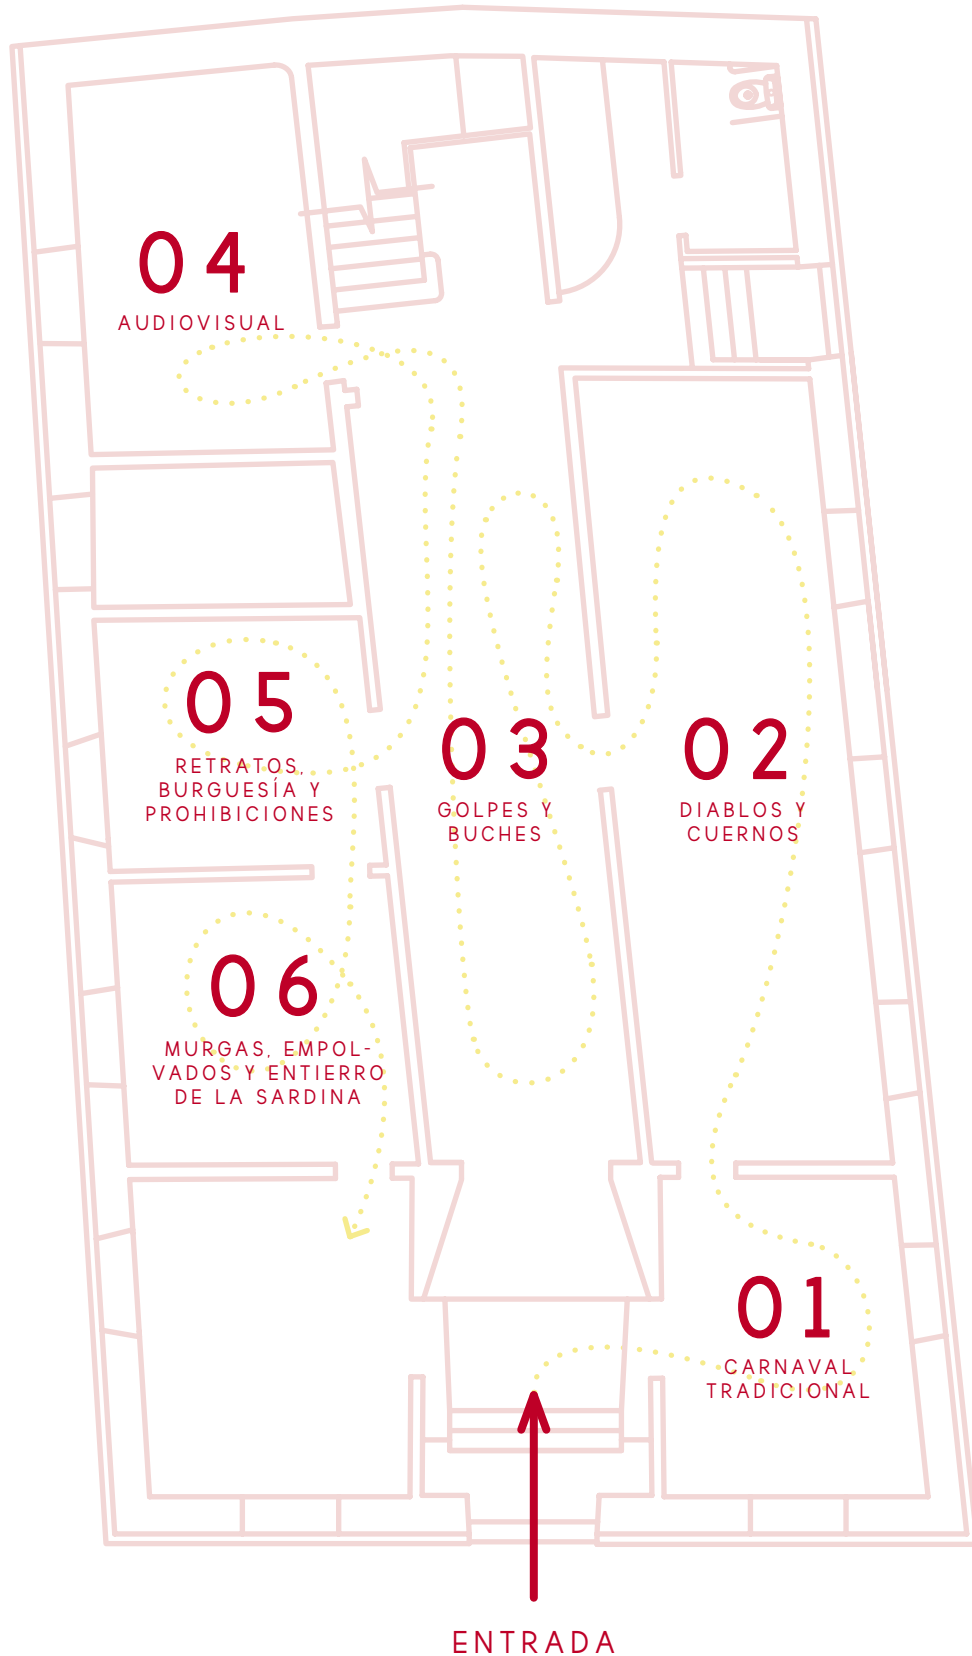 04
AUDIOVISUAL
05
RETRATOS,
BURGUESÍA Y
PROHIBICIONES
03
GOLPES Y
BUCHES
02
DIABLOS Y
CUERNOS
06
MURGAS, EMPOL-
VADOS Y ENTIERRO
DE LA SARDINA
01
CARNAVAL
TRADICIONAL
ENTRADA